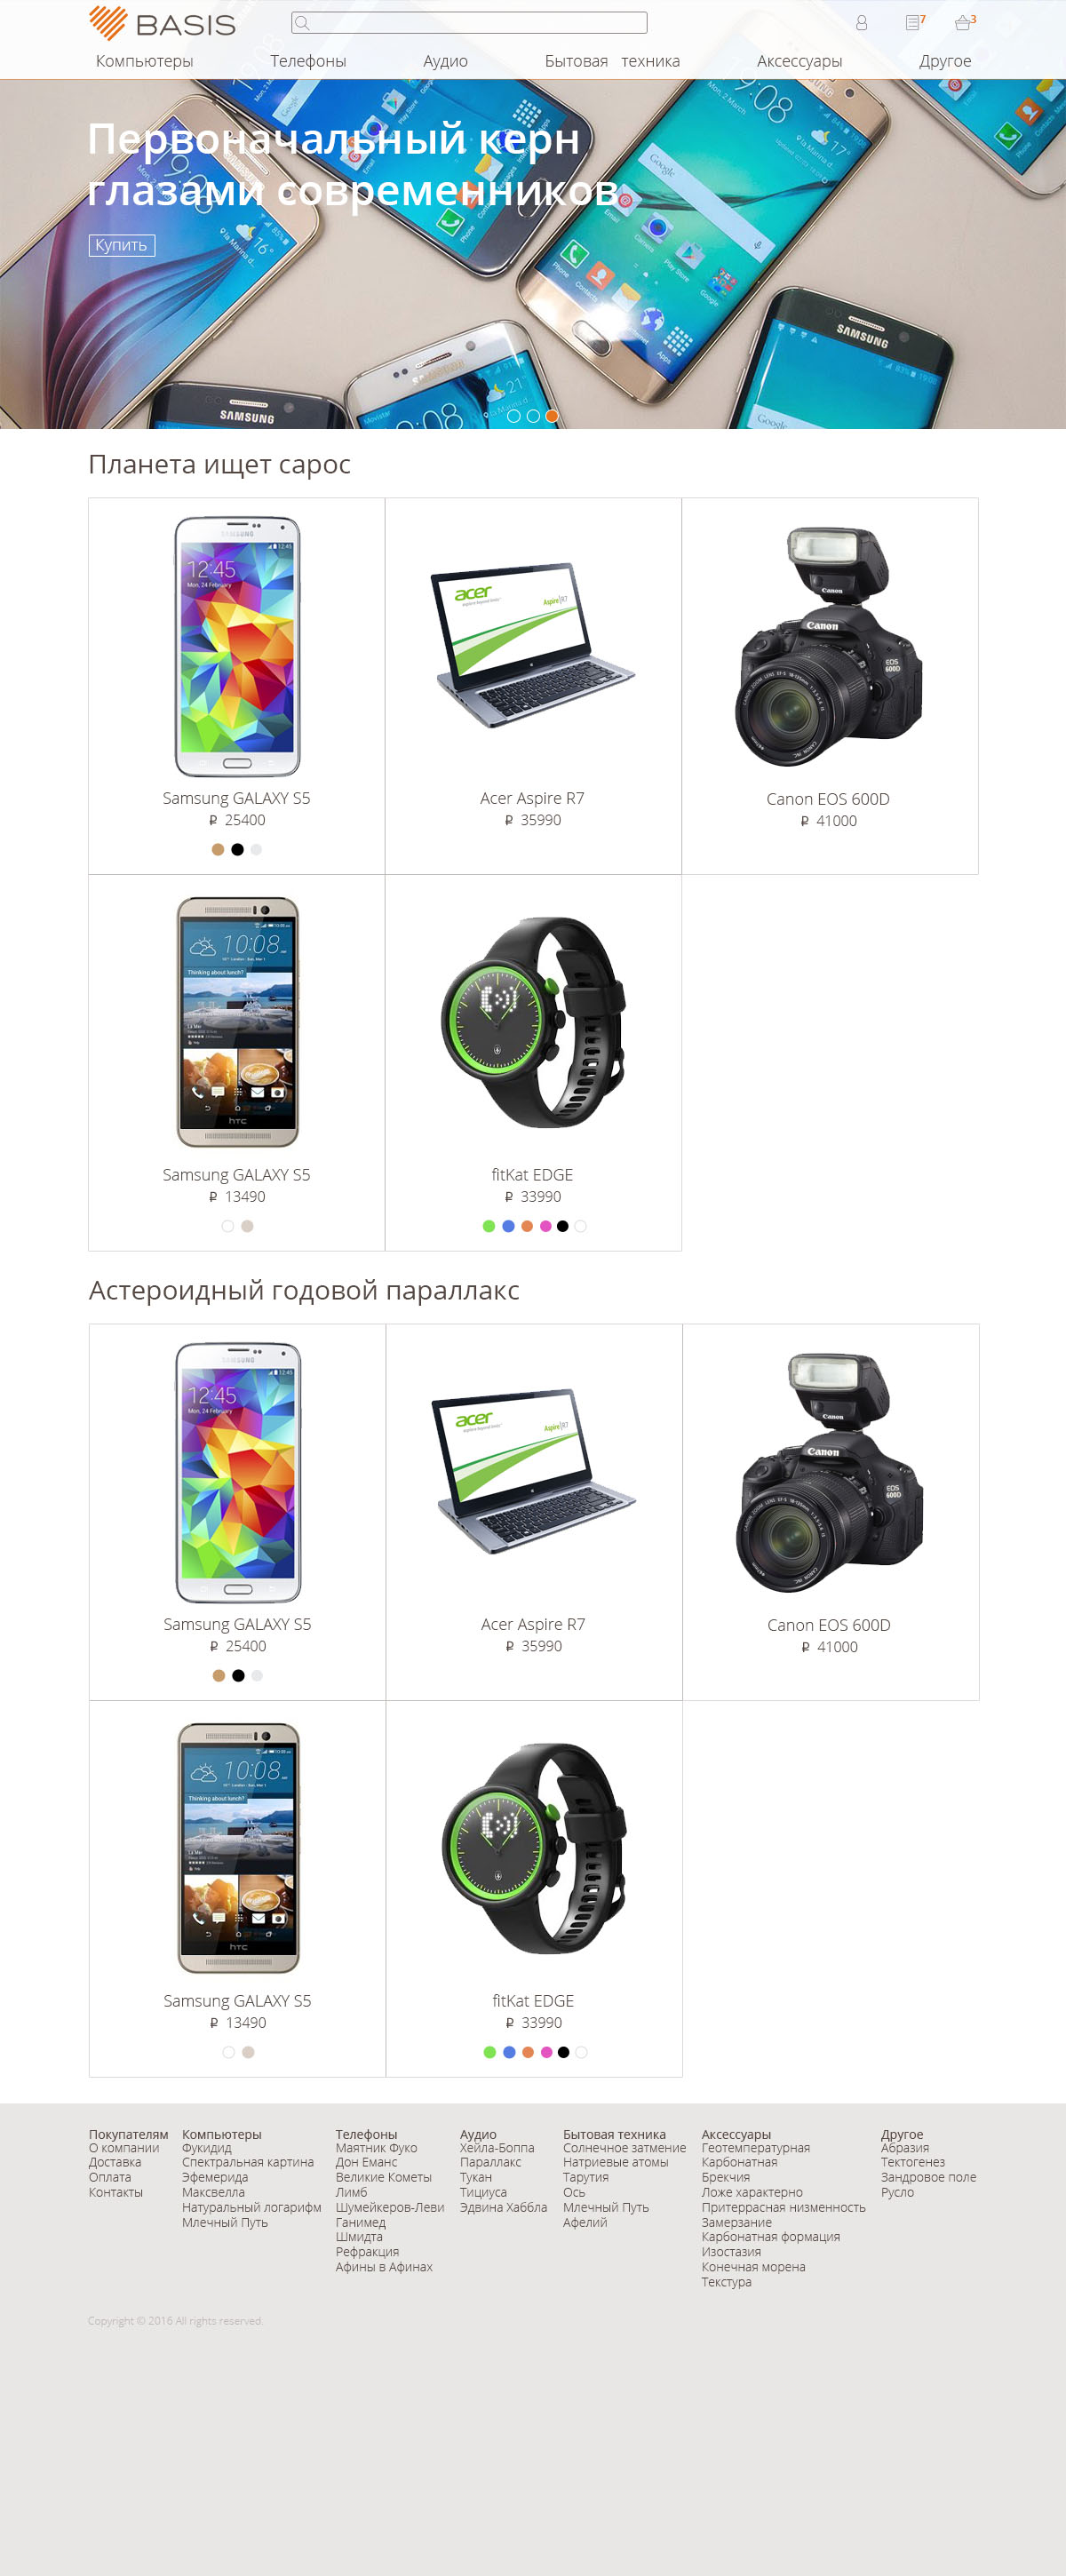 BASIS
7
3
Компьютеры Телефоны Аудио Бытовая техника Аксессуары Другое
Первоначальный керн
глазами современников
Купить
SAMSUNG
SAMSUNG
Планета ищет сарос
Samsung GALAXY S5
₽ 25400
Acer Aspire R7
₽ 35990
Canon EOS 600D
₽ 41000
Samsung GALAXY S5
₽ 13490
fitKat EDGE
₽ 33990
Астероидный годовой параллакс
Samsung GALAXY S5
₽ 25400
Acer Aspire R7
₽ 35990
Canon EOS 600D
₽ 41000
Samsung GALAXY S5
₽ 13490
fitKat EDGE
₽ 33990
Покупателям
О компании
Доставка
Оплата
Контакты
Компьютеры
Фукидид
Спектральная картина
Эфемерида
Максвелла
Натуральный логарифм
Млечный Путь
Телефоны
Маятник Фуко
Дон Еманс
Великие Кометы
Лимб
Шумейкеров-Леви
Ганимед
Шмидта
Рефракция
Афины в Афинах
Аудио
Хейла-Боппа
Параллакс
Тукан
Тициуса
Эдвина Хаббла
Бытовая техника
Солнечное затмение
Натриевые атомы
Тарутия
Ось
Млечный Путь
Афелий
Аксессуары
Геотемпературная
Карбонатная
Брекчия
Ложе характерно
Притеррасная низменность
Замерзание
Карбонатная формация
Изостазия
Конечная морена
Текстура
Другое
Абразия
Тектогенез
Зандровое поле
Русло
Copyright © 2016 All rights reserved.